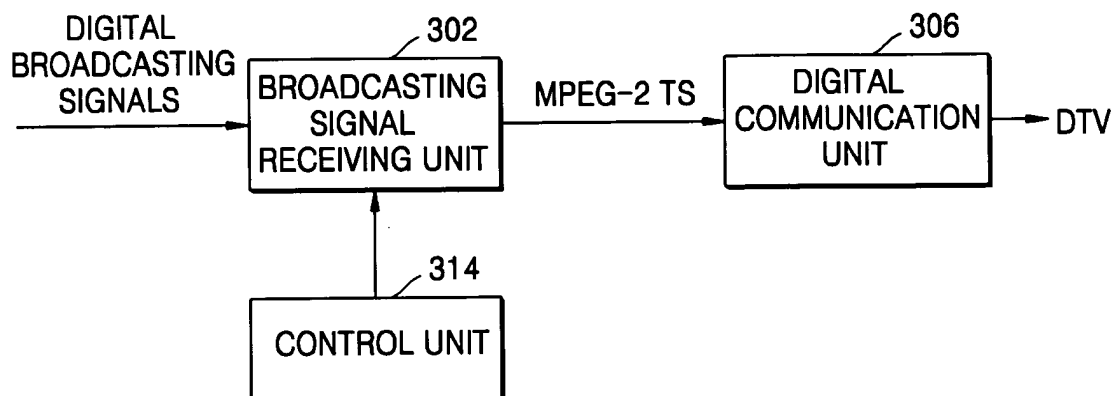 DIGITAL
BROADCASTING
SIGNALS
302
BROADCASTING
SIGNAL
RECEIVING UNIT
MPEG-2 TS
306
DIGITAL
COMMUNICATION
UNIT
DTV
314
CONTROL UNIT